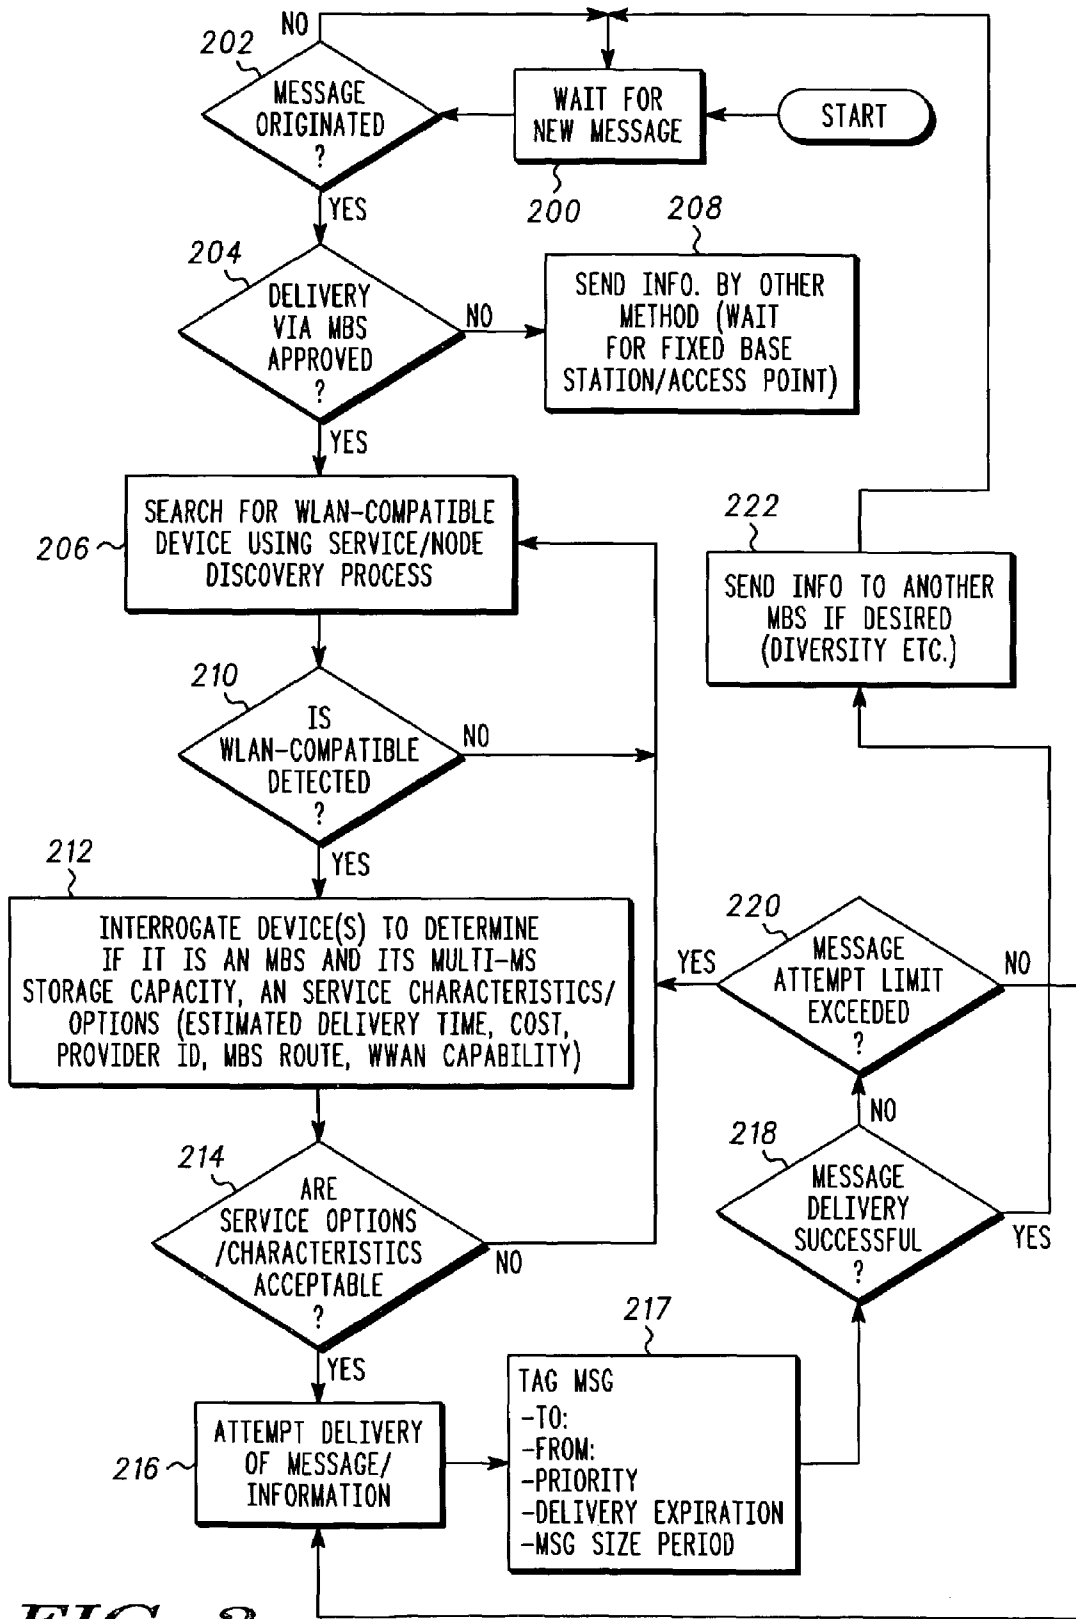 NO
202
MESSAGE
ORIGINATED
?
WAIT FOR
NEW MESSAGE
START
200
YES
208
204
DELIVERY
VIA MBS
APPROVED
?
NO
SEND INFO. BY OTHER
METHOD (WAIT
FOR FIXED BASE
STATION/ACCESS POINT)
YES
206
SEARCH FOR WLAN-COMPATIBLE
DEVICE USING SERVICE/NODE
DISCOVERY PROCESS
222
SEND INFO TO ANOTHER
MBS IF DESIRED
(DIVERSITY ETC.)
210
IS
WLAN-COMPATIBLE
DETECTED
?
NO
YES
212
INTERROGATE DEVICE(S) TO DETERMINE
IF IT IS AN MBS AND ITS MULTI-MS
STORAGE CAPACITY, AN SERVICE CHARACTERISTICS/
OPTIONS (ESTIMATED DELIVERY TIME, COST,
PROVIDER ID, MBS ROUTE, WWAN CAPABILITY)
220
YES
MESSAGE
ATTEMPT LIMIT
EXCEEDED
?
NO
NO
218
MESSAGE
DELIVERY
SUCCESSFUL
?
YES
214
ARE
SERVICE OPTIONS
/CHARACTERISTICS
ACCEPTABLE
?
NO
YES
216
ATTEMPT DELIVERY
OF MESSAGE/
INFORMATION
217
TAG MSG
-TO:
-FROM:
-PRIORITY
-DELIVERY EXPIRATION
-MSG SIZE PERIOD